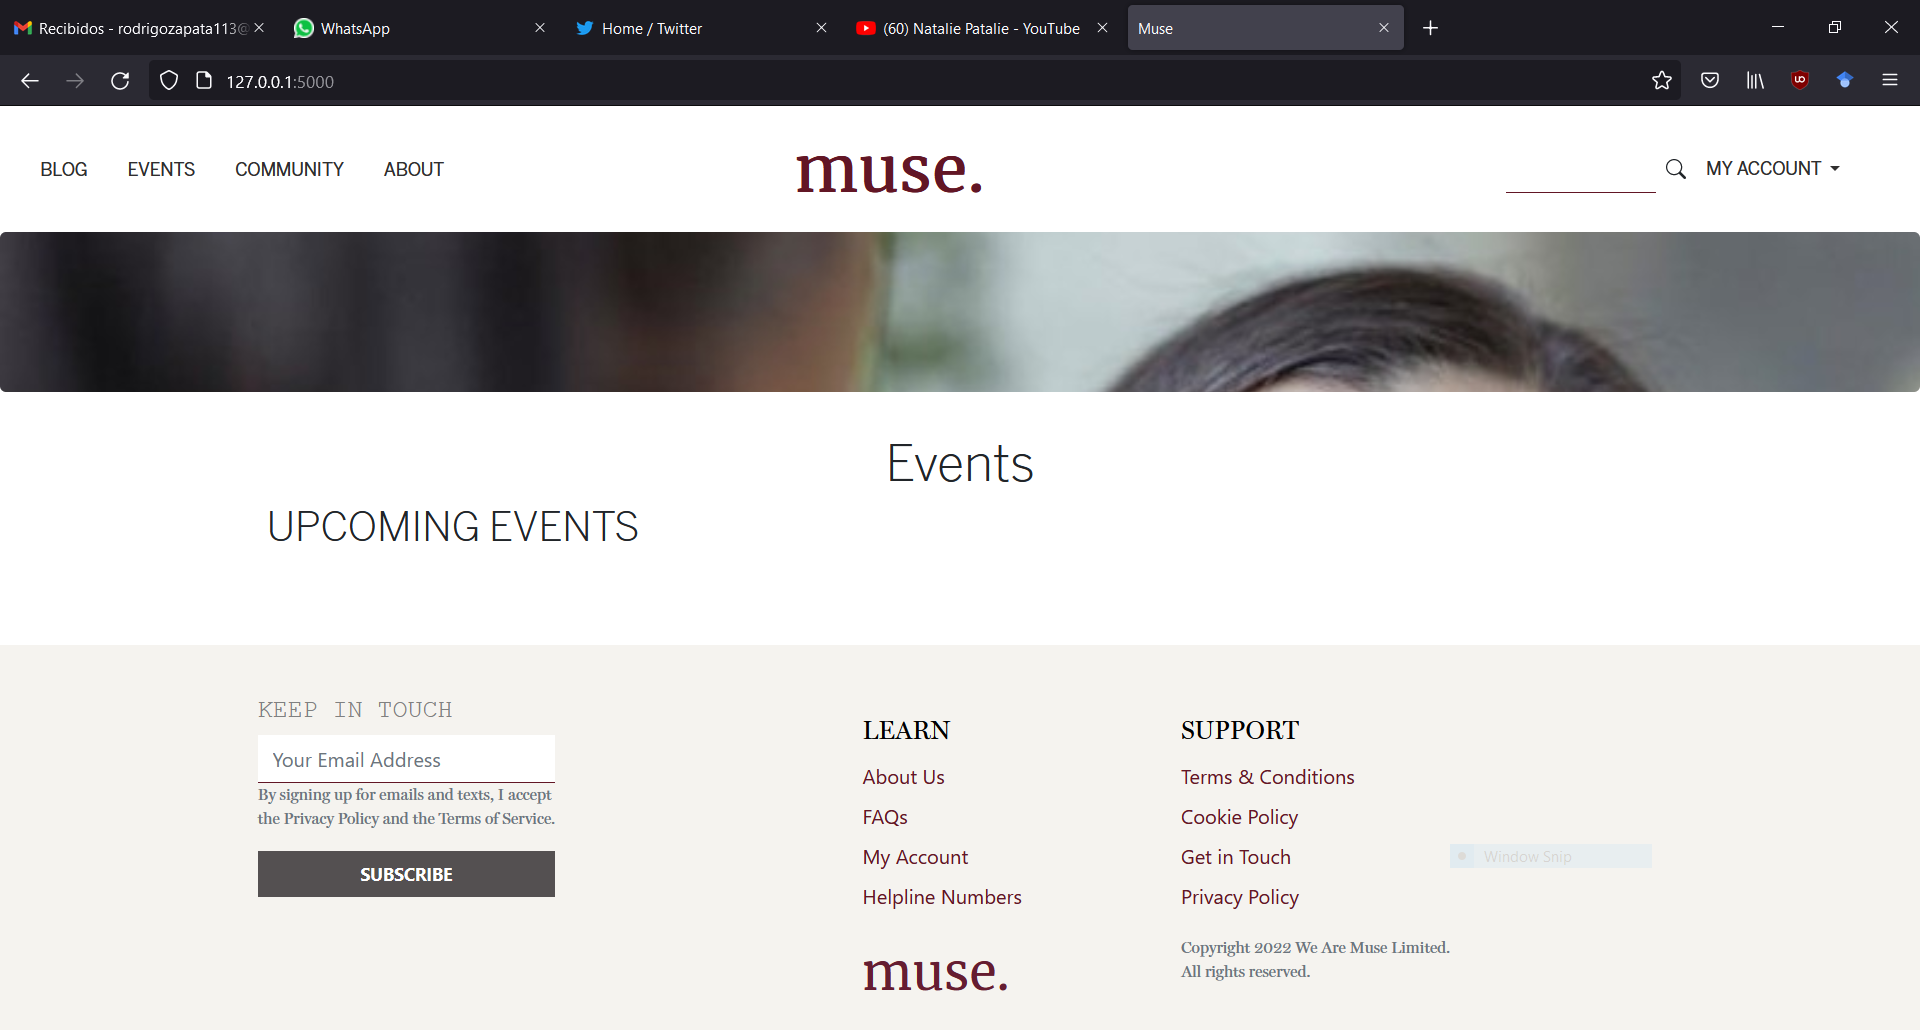 Recibidos - rodrigozapata113@
WhatsApp
Home / Twitter
(60) Natalie Patalie - YouTube
Muse
127.0.0.1:5000
BLOG
EVENTS
COMMUNITY
ABOUT
muse.
MY ACCOUNT
Events
UPCOMING EVENTS
KEEP IN TOUCH
Your Email Address
By signing up for emails and texts, I accept
the Privacy Policy and the Terms of Service.
SUBSCRIBE
LEARN
About Us
FAQs
My Account
Helpline Numbers
muse.
SUPPORT
Terms & Conditions
Cookie Policy
Get in Touch
Privacy Policy
Copyright 2022 We Are Muse Limited.
All rights reserved.
Window Snip